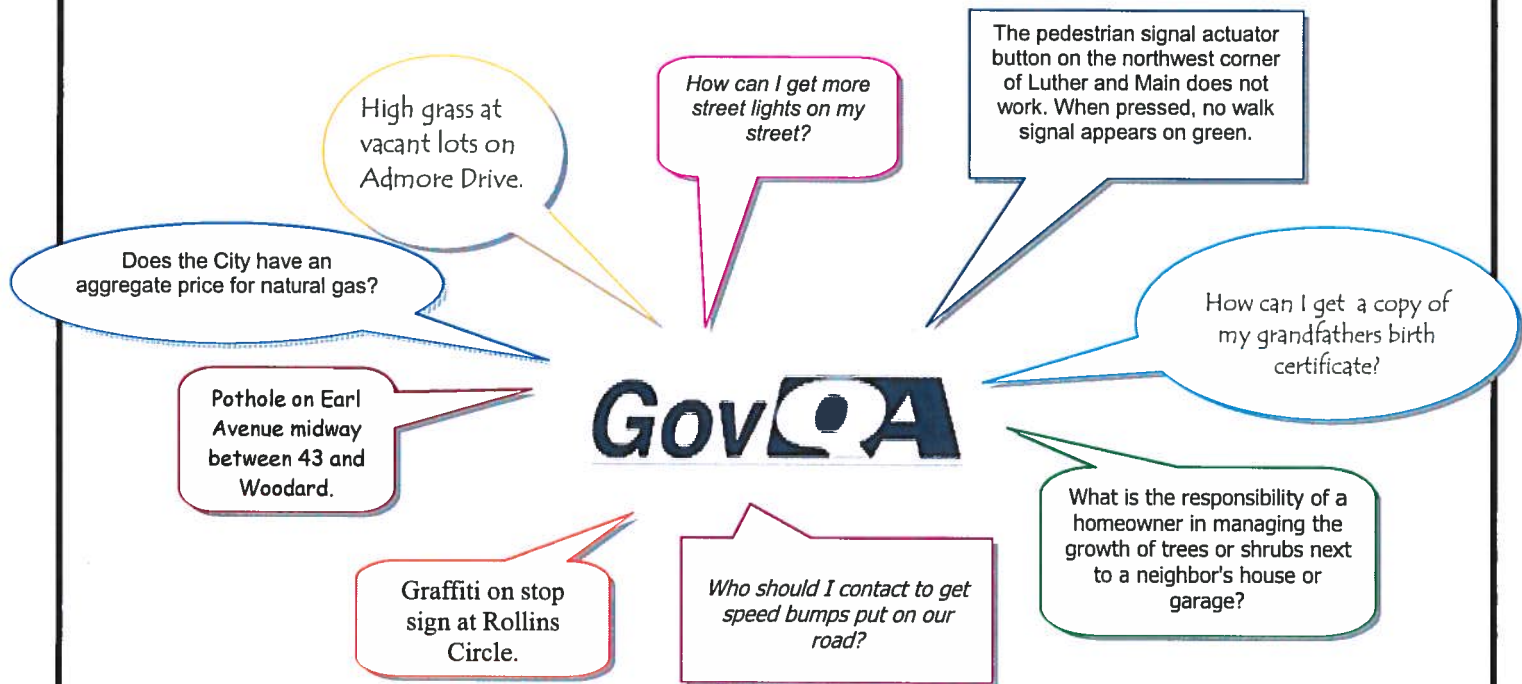 The pedestrian signal actuator
button on the northwest corner
of Luther and Main does not
work. When pressed, no walk
signal appears on green.
How can I get more
street lights on my
street?
High grass at
vacant lots on
Admore Drive.
Does the City have an
aggregate price for natural gas?
How can I get a copy of
my grandfathers birth
certificate?
Pothole on Earl
Avenue midway
between 43 and
Woodard.
GovQA
What is the responsibility of a
homeowner in managing the
growth of trees or shrubs next
to a neighbor's house or
garage?
Graffiti on stop
sign at Rollins
Circle.
Who should I contact to get
speed bumps put on our
road?